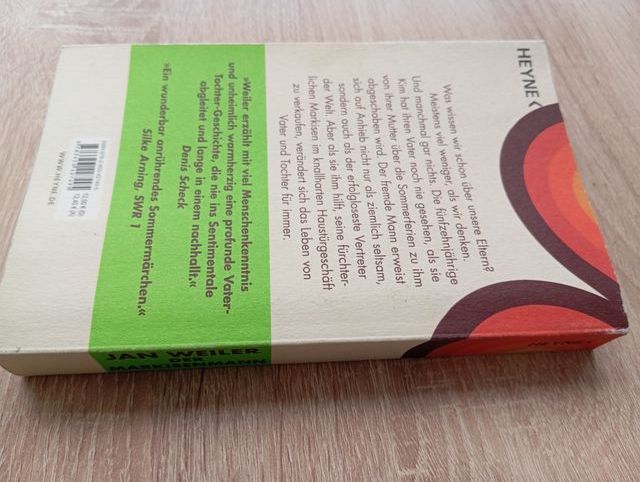 HEYNE<
Was wissen wir schon über unsere Eltern?
Meistens viel weniger, als wir denken.
Und manchmal gar nichts. Die fünfzehnjährige
Kim hat ihren Vater noch nie gesehen, als sie
von ihrer Mutter über die Sommerferien zu ihm
abgeschoben wird. Der fremde Mann erweist
sich auf Anhieb nicht nur als ziemlich seltsam,
sondern auch als der erfolgloseste Vertreter
der Welt. Aber als sie ihm hilft, seine fürchter-
lichen Markisen im knallharten Haustürgeschäft
zu verkaufen, verändert sich das Leben von
Vater und Tochter für immer.
»Weiler erzählt mit viel Menschenkenntnis
und unheimlich warmherzig eine profunde Vater-
Tochter-Geschichte, die nie ins Sentimentale
abgleitet und lange in einem nachhallt.«
Denis Scheck
»Ein wunderbar anrührendes Sommermärchen.«
Silke Arning, SWR 1
WWW.HEYNE.DE
JAN WEILER
DER
MARKISENMANN
HEYNE<